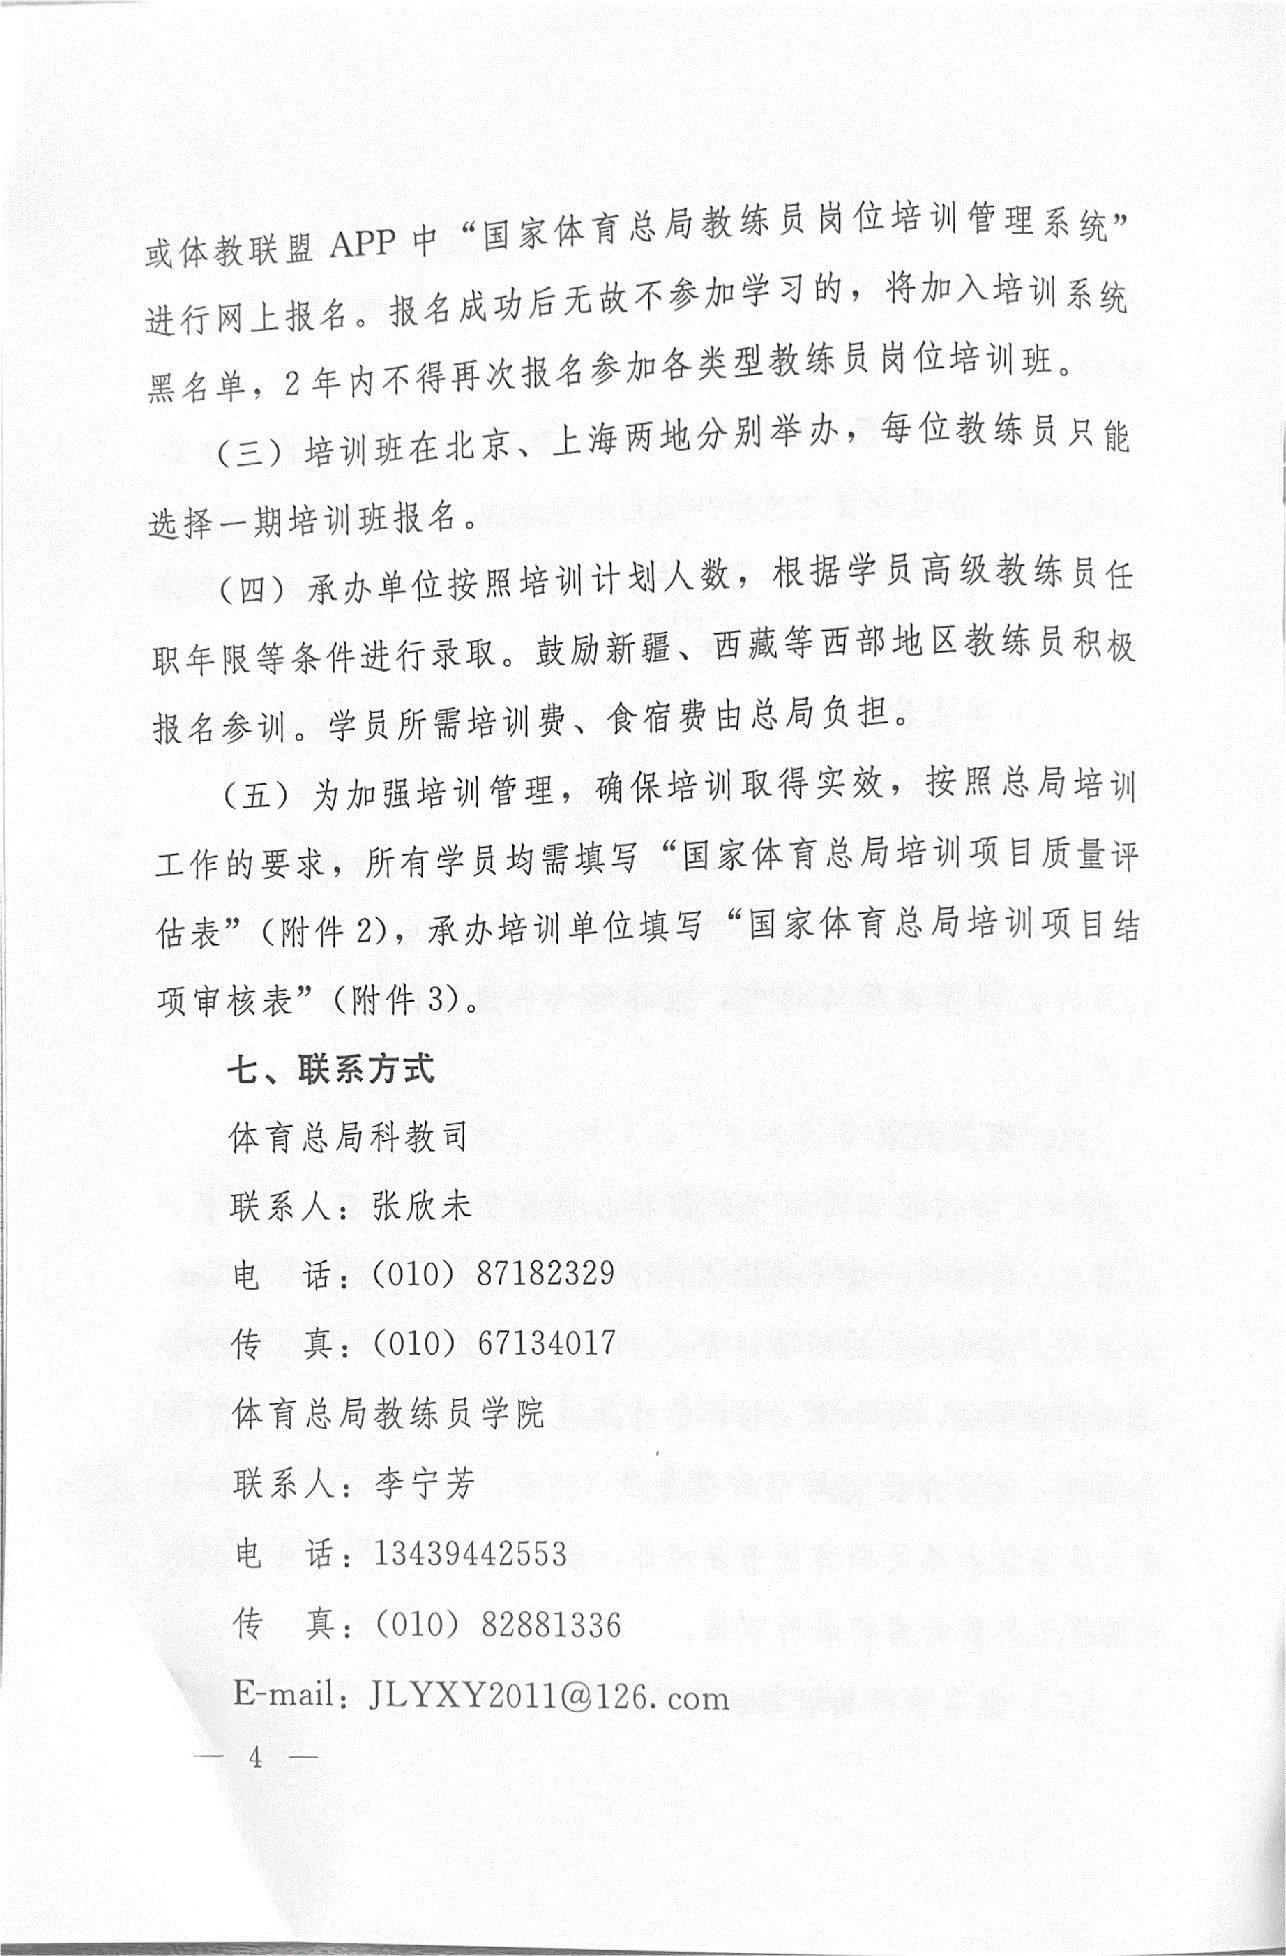 或体教联盟 APP 中“国家体育总局教练员岗位培训管理系统”
进行网上报名。报名成功后无故不参加学习的，将加入培训系统
黑名单，2 年内不得再次报名参加各类型教练员岗位培训班。
（三）培训班在北京、上海两地分别举办，每位教练员只能
选择一期培训班报名。
（四）承办单位按照培训计划人数，根据学员高级教练员任
职年限等条件进行录取。鼓励新疆、西藏等西部地区教练员积极
报名参训。学员所需培训费、食宿费由总局负担。
（五）为加强培训管理，确保培训取得实效，按照总局培训
工作的要求，所有学员均需填写“国家体育总局培训项目质量评
估表”（附件 2），承办培训单位填写“国家体育总局培训项目结
项审核表”（附件 3）。
七、联系方式
体育总局科教司
联系人：张欣未
电　话：（010）87182329
传　真：（010）67134017
体育总局教练员学院
联系人：李宁芳
电　话：13439442553
传　真：（010）82881336
E-mail：JLYXY2011@126.com
— 4 —